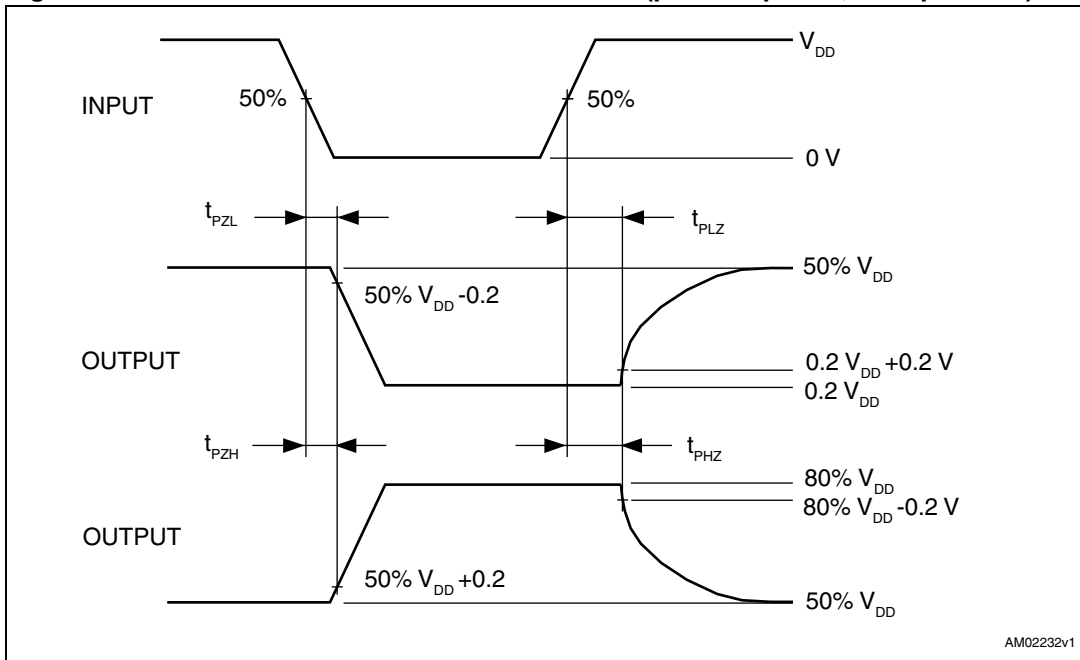 V_DD
INPUT
50%
50%
0 V
t_PZL
t_PLZ
50% V_DD
50% V_DD -0.2
OUTPUT
0.2 V_DD +0.2 V
0.2 V_DD
t_PZH
t_PHZ
80% V_DD
80% V_DD -0.2 V
OUTPUT
50% V_DD +0.2
50% V_DD
AM02232v1